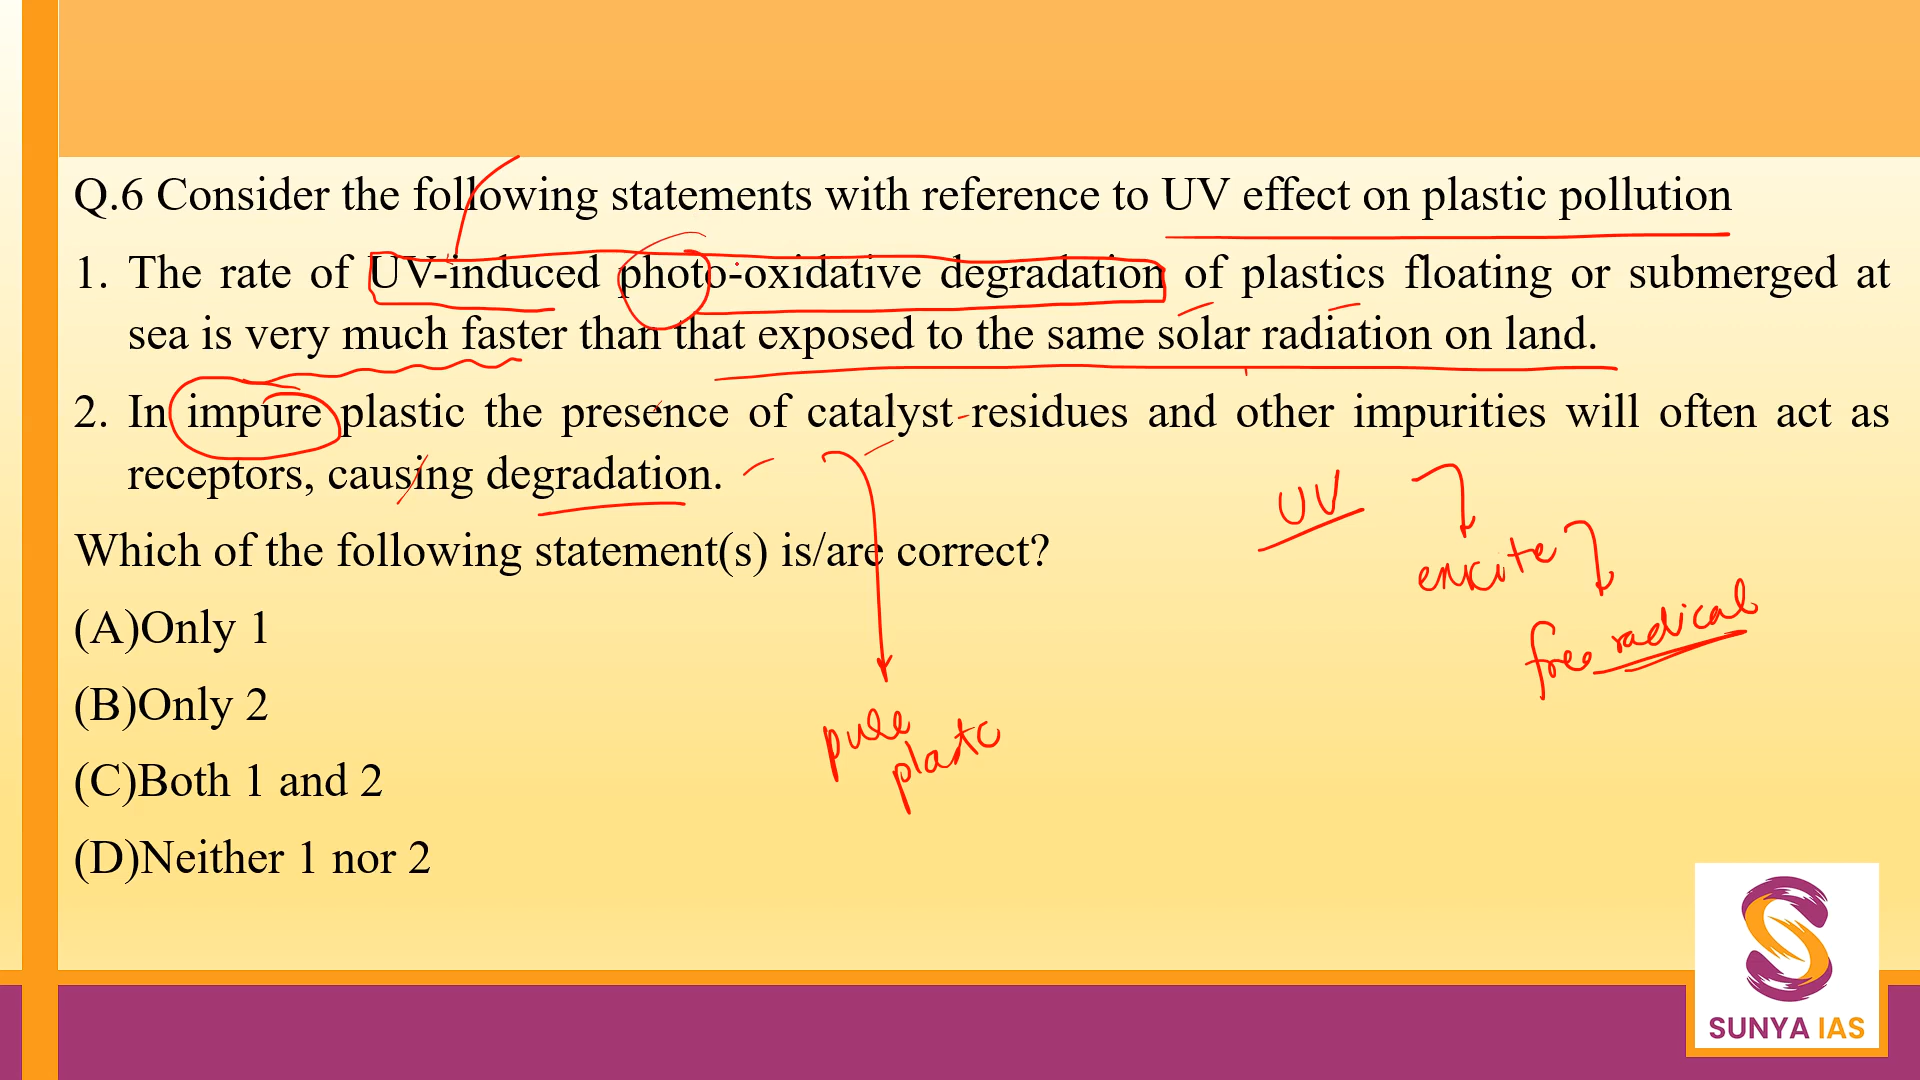 Q.6 Consider the following statements with reference to UV effect on plastic pollution
1. The rate of UV-induced photo-oxidative degradation of plastics floating or submerged at
sea is very much faster than that exposed to the same solar radiation on land.
2. In impure plastic the presence of catalyst residues and other impurities will often act as
receptors, causing degradation.
Which of the following statement(s) is/are correct?
(A)Only 1
(B)Only 2
(C)Both 1 and 2
(D)Neither 1 nor 2
UV
free radical
SUNYA IAS